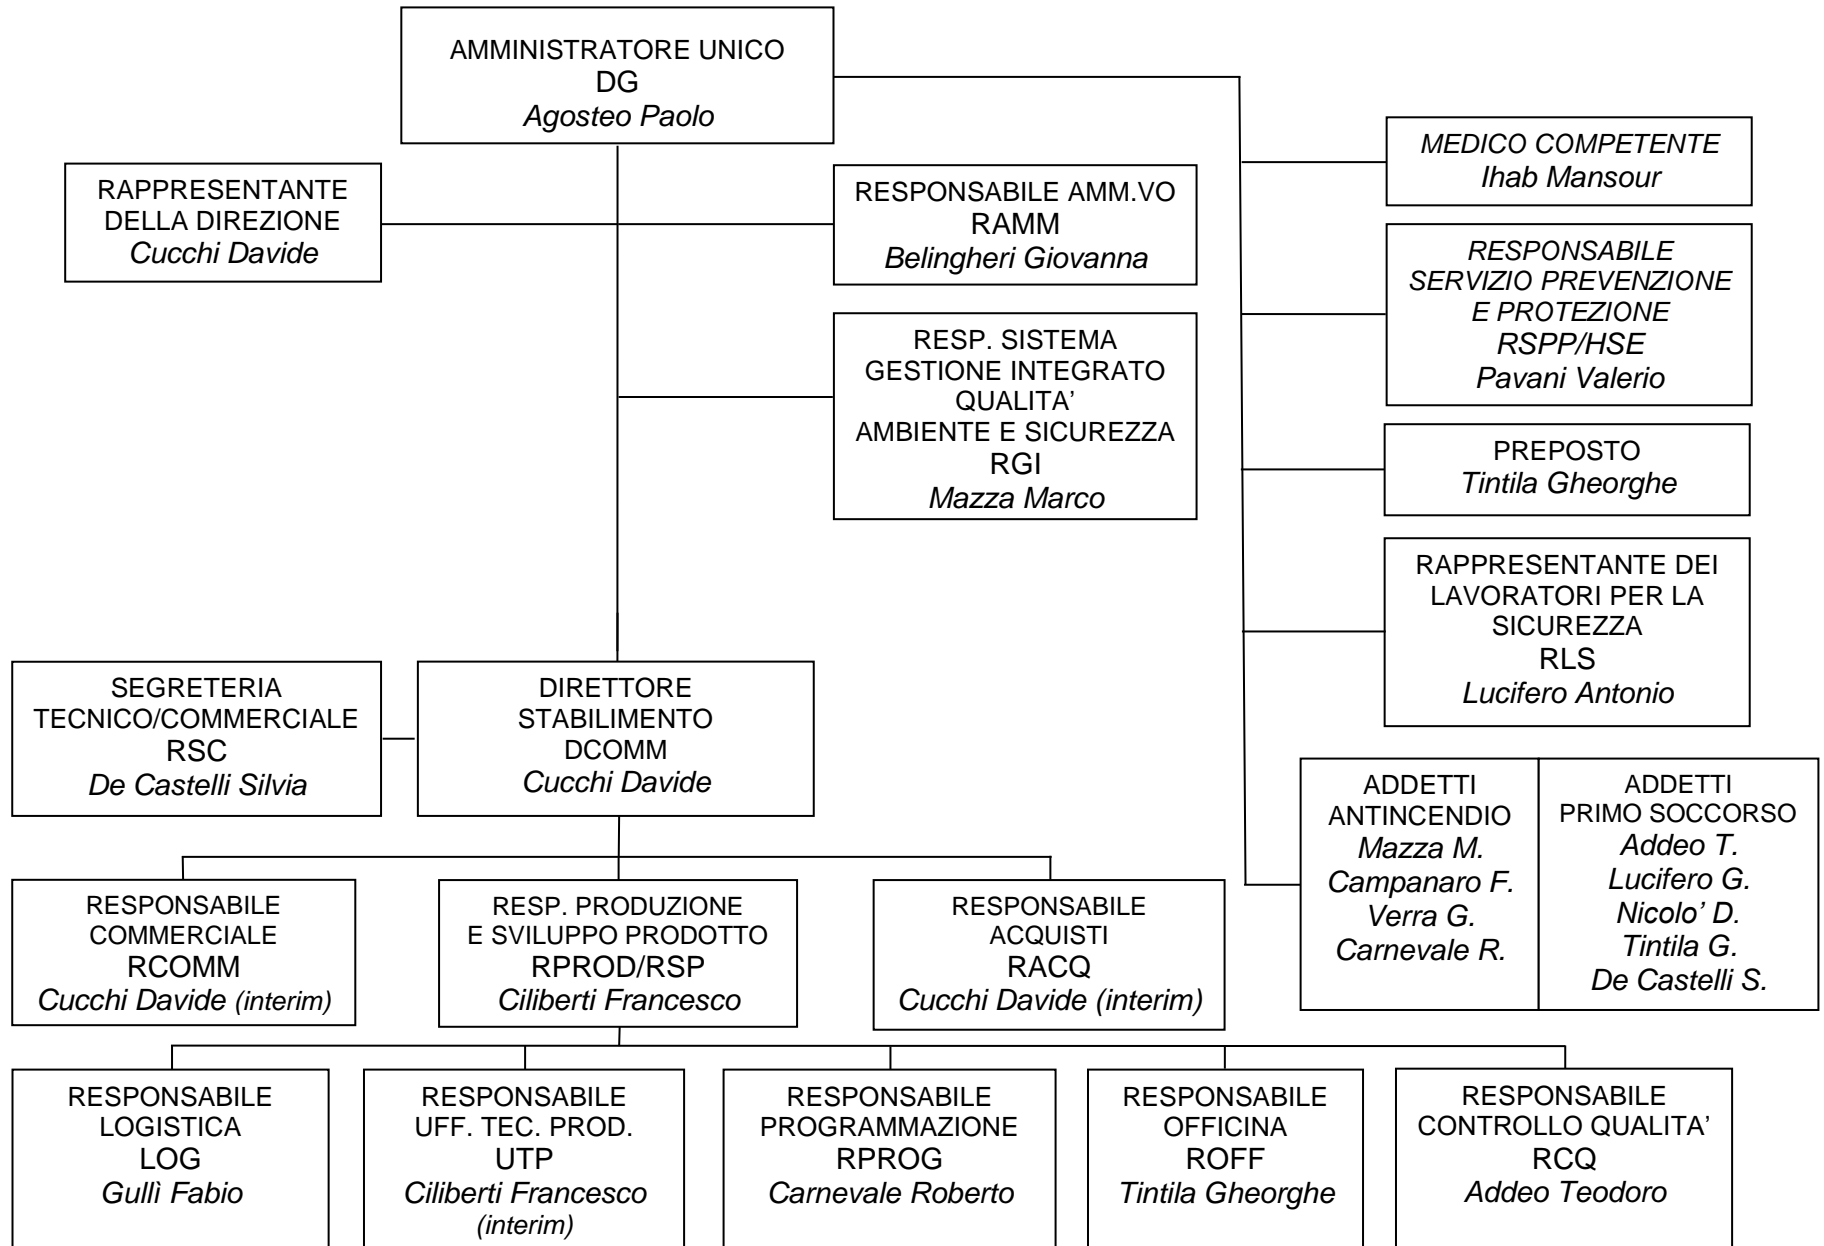 AMMINISTRATORE UNICO
DG
Agosteo Paolo
RAPPRESENTANTE
DELLA DIREZIONE
Cucchi Davide
RESPONSABILE AMM.VO
RAMM
Belingheri Giovanna
RESP. SISTEMA
GESTIONE INTEGRATO
QUALITA’
AMBIENTE E SICUREZZA
RGI
Mazza Marco
MEDICO COMPETENTE
Ihab Mansour
RESPONSABILE
SERVIZIO PREVENZIONE
E PROTEZIONE
RSPP/HSE
Pavani Valerio
PREPOSTO
Tintila Gheorghe
RAPPRESENTANTE DEI
LAVORATORI PER LA
SICUREZZA
RLS
Lucifero Antonio
SEGRETERIA
TECNICO/COMMERCIALE
RSC
De Castelli Silvia
DIRETTORE
STABILIMENTO
DCOMM
Cucchi Davide
ADDETTI
ANTINCENDIO
Mazza M.
Campanaro F.
Verra G.
Carnevale R.
ADDETTI
PRIMO SOCCORSO
Addeo T.
Lucifero G.
Nicolo’ D.
Tintila G.
De Castelli S.
RESPONSABILE
COMMERCIALE
RCOMM
Cucchi Davide (interim)
RESP. PRODUZIONE
E SVILUPPO PRODOTTO
RPROD/RSP
Ciliberti Francesco
RESPONSABILE
ACQUISTI
RACQ
Cucchi Davide (interim)
RESPONSABILE
LOGISTICA
LOG
Gullì Fabio
RESPONSABILE
UFF. TEC. PROD.
UTP
Ciliberti Francesco
(interim)
RESPONSABILE
PROGRAMMAZIONE
RPROG
Carnevale Roberto
RESPONSABILE
OFFICINA
ROFF
Tintila Gheorghe
RESPONSABILE
CONTROLLO QUALITA’
RCQ
Addeo Teodoro